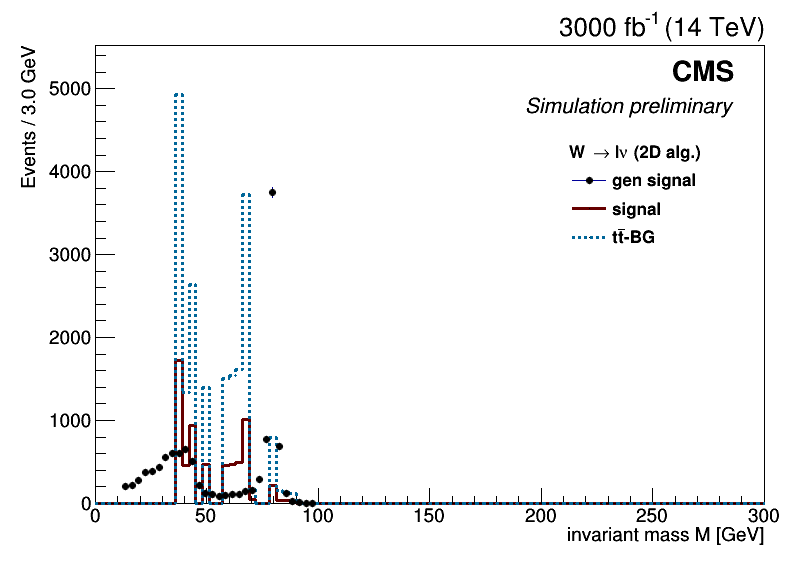 3000 fb⁻¹ (14 TeV)
Events / 3.0 GeV
CMS
Simulation preliminary
W → lν (2D alg.)
gen signal
signal
tt̄-BG
5000
4000
3000
2000
1000
0
0 50 100 150 200 250 300
invariant mass M [GeV]